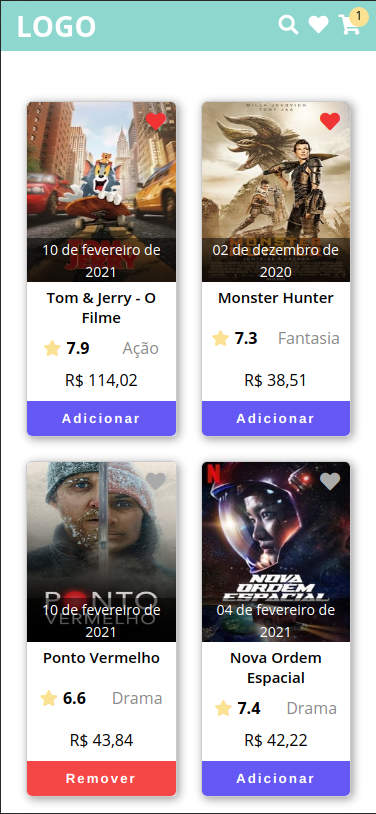 LOGO
1
MILLA JOVOVICH
TONY JAA
10 de fevereiro de
2021
02 de dezembro de
2020
Tom & Jerry - O
Filme
Monster Hunter
7.9 Ação
7.3 Fantasia
R$ 114,02
R$ 38,51
Adicionar
Adicionar
N
PONTO
VERMELHO
NOVA
ORDEM
ESPACIAL
10 de fevereiro de
2021
04 de fevereiro de
2021
Ponto Vermelho
Nova Ordem
Espacial
6.6 Drama
7.4 Drama
R$ 43,84
R$ 42,22
Remover
Adicionar